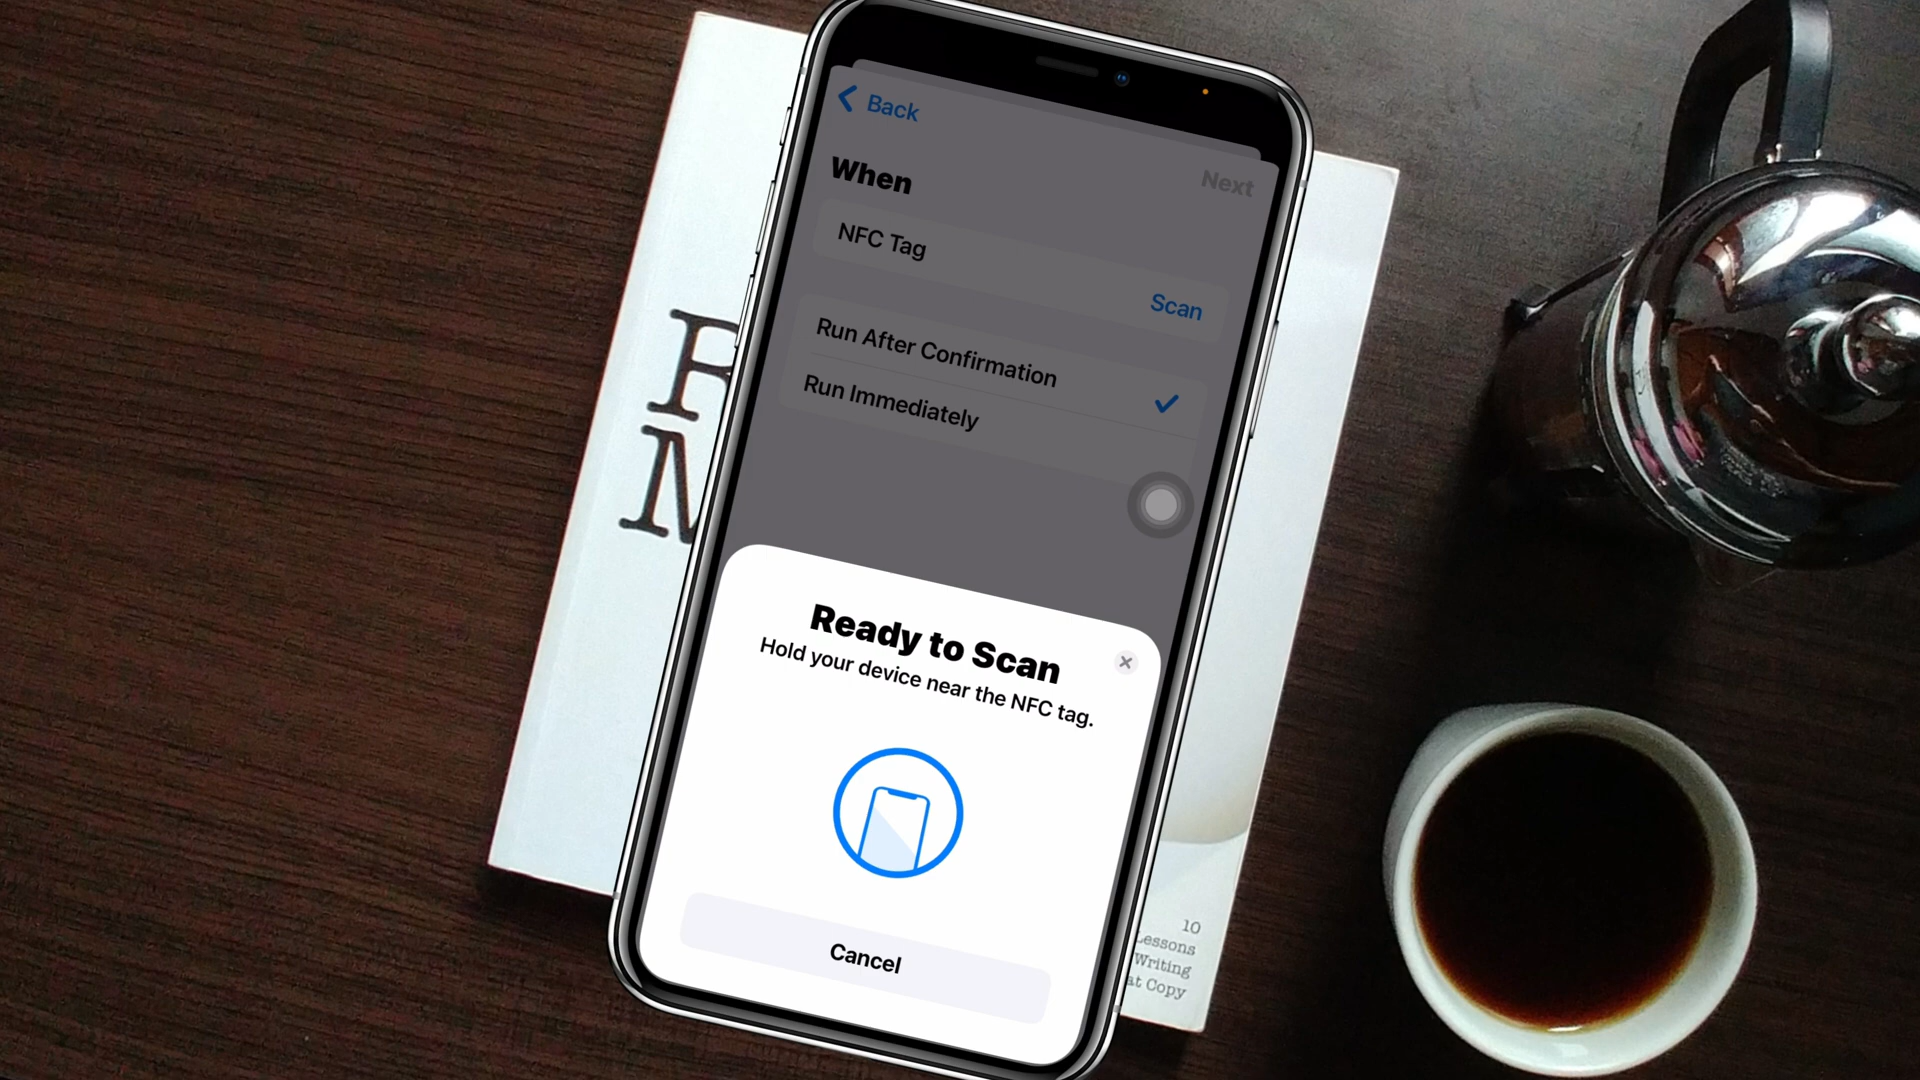 Back
Next
When
NFC Tag
Scan
Run After Confirmation
Run Immediately
Ready to Scan
Hold your device near the NFC tag.
Cancel
10
Lessons
Writing
Copy